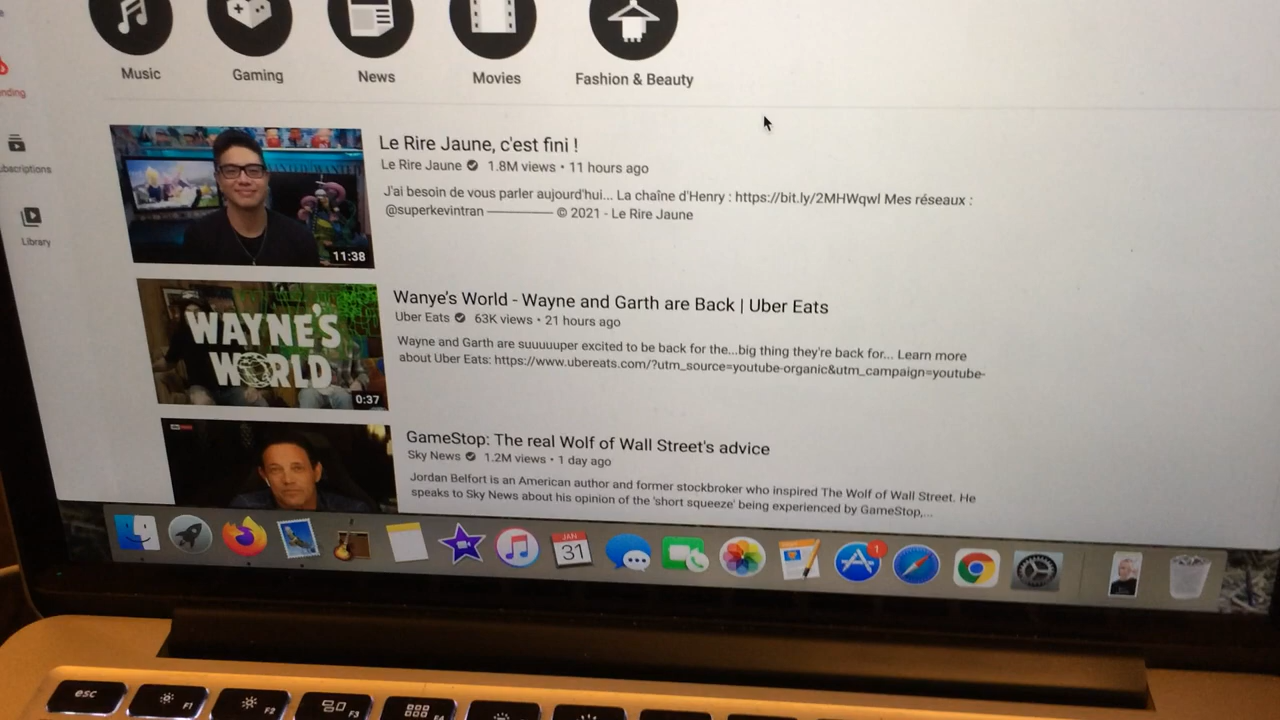 Music
Gaming
News
Movies
Fashion & Beauty
nding
ubscriptions
Library
Le Rire Jaune, c'est fini !
Le Rire Jaune 1.8M views • 11 hours ago
J'ai besoin de vous parler aujourd'hui... La chaîne d'Henry : https://bit.ly/2MHWqwl Mes réseaux :
@superkevintran —————— © 2021 - Le Rire Jaune
11:38
Wanye's World - Wayne and Garth are Back | Uber Eats
Uber Eats 63K views • 21 hours ago
Wayne and Garth are suuuuuper excited to be back for the...big thing they're back for... Learn more
about Uber Eats: https://www.ubereats.com/?utm_source=youtube-organic&utm_campaign=youtube-
WAYNE'S
WORLD
0:37
GameStop: The real Wolf of Wall Street's advice
Sky News 1.2M views • 1 day ago
Jordan Belfort is an American author and former stockbroker who inspired The Wolf of Wall Street. He
speaks to Sky News about his opinion of the 'short squeeze' being experienced by GameStop,...
JAN
31
1
esc
F1
F2
F3
F4